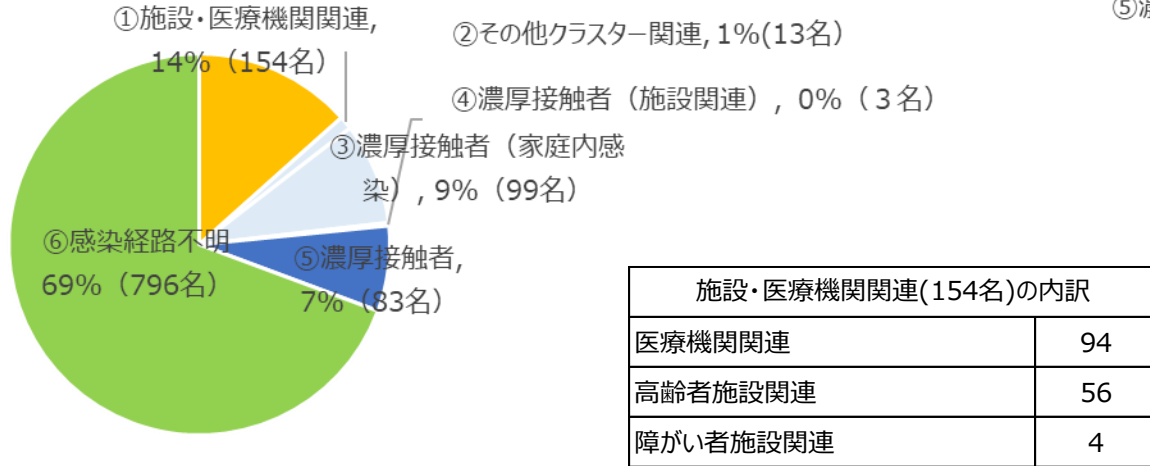 ①施設・医療機関関連,
14%（154名）
②その他クラスター関連, 1%(13名）
④濃厚接触者（施設関連）, 0%（３名）
③濃厚接触者（家庭内感
染）, 9%（99名）
⑥感染経路不明
69%（796名）
⑤濃厚接触者,
7%（83名）
施設・医療機関関連(154名)の内訳
医療機関関連 94
高齢者施設関連 56
障がい者施設関連 4